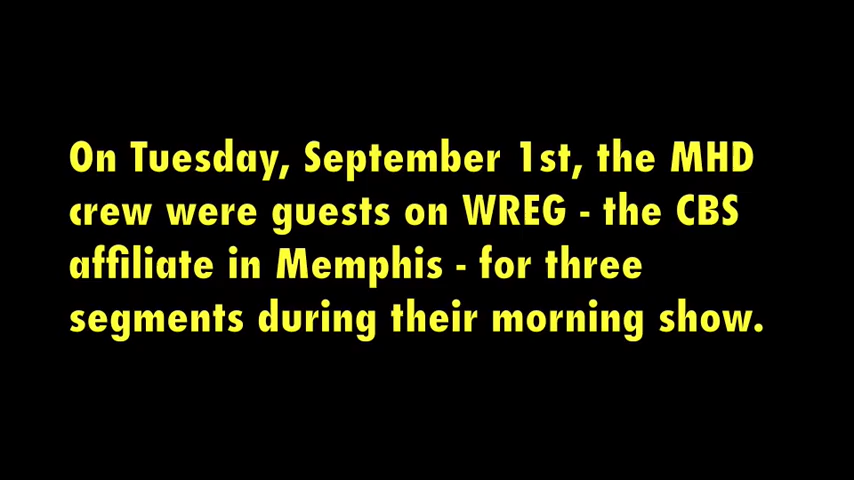 On Tuesday, September 1st, the MHD
crew were guests on WREG - the CBS
affiliate in Memphis - for three
segments during their morning show.